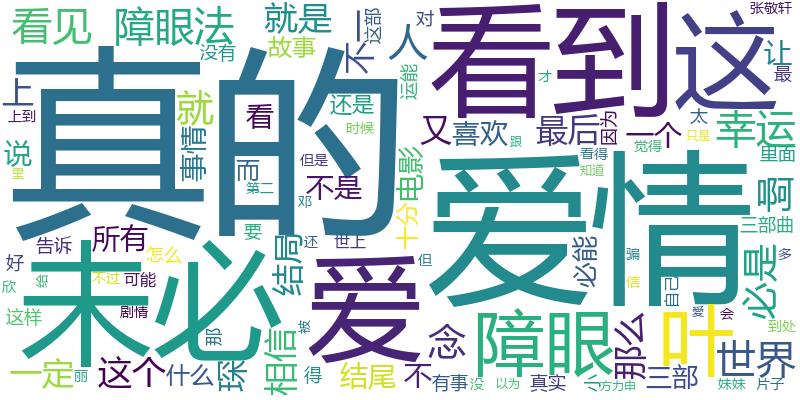 看见
障眼法
就是
故事
没有
不一
这部
人
对
看到
这
张敬轩
让
最
上
上到
真的
就
事情
看
还是
时候
运能
才
又
喜欢
最后
因为
一个
太
幸运
里面
觉得
说
里
而
但是
第二
不是
电影
跟
看得
知道
只是
爱情
啊
三部曲
邓
十分
要
还
世上
告诉
所有
怎么
好
未必
结局
爱
但
必能
骗
信
自己
必是
多
欣
给
不过
可能
这样
剧情
那
被
念
障眼
那么
叶
愛
会
到处
世界
一定
丽
这个
什么
琛
相信
得
结尾
不
有事
没
以为
真实
小
方力申
三部
妹妹
片子